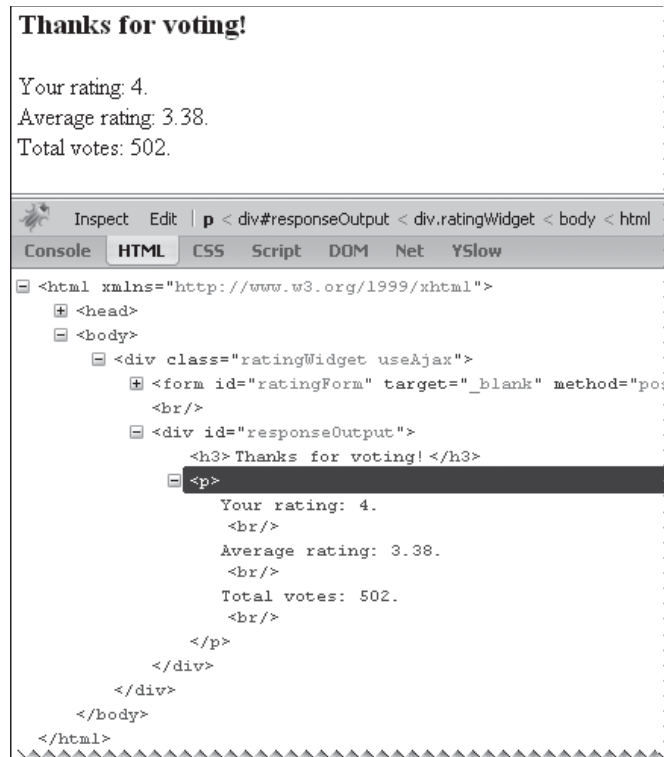 Thanks for voting!
Your rating: 4.
Average rating: 3.38.
Total votes: 502.
Inspect Edit | p < div#responseOutput < div.ratingWidget < body < html
Console HTML CSS Script DOM Net YSlow
<html xmlns="http://www.w3.org/1999/xhtml">
<head>
<body>
<div class="ratingWidget useAjax">
<form id="ratingForm" target="_blank" method="pos
<br/>
<div id="responseOutput">
<h3>Thanks for voting!</h3>
<p>
Your rating: 4.
<br/>
Average rating: 3.38.
<br/>
Total votes: 502.
<br/>
</p>
</div>
</div>
</body>
</html>